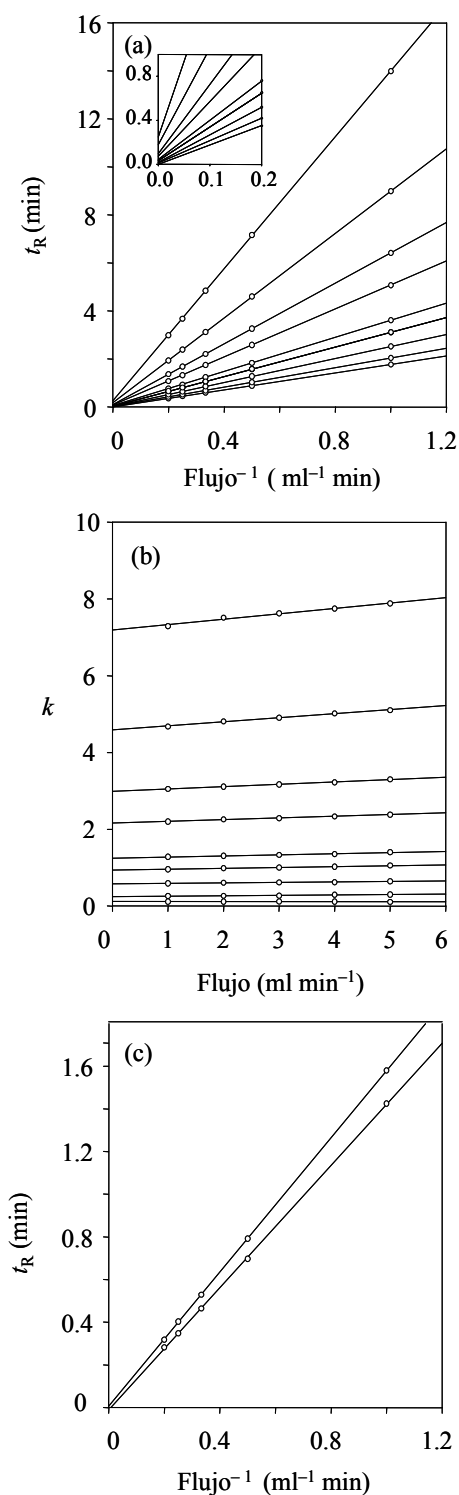 (a)
16
12
8
4
0
t_R (min)
0.8
0.4
0.0
0.0 0.1 0.2
0 0.4 0.8 1.2
Flujo⁻¹ ( ml⁻¹ min)
(b)
10
8
6
4
2
0
k
0 1 2 3 4 5 6
Flujo (ml min⁻¹)
(c)
1.6
1.2
0.8
0.4
0
t_R (min)
0 0.4 0.8 1.2
Flujo⁻¹ (ml⁻¹ min)